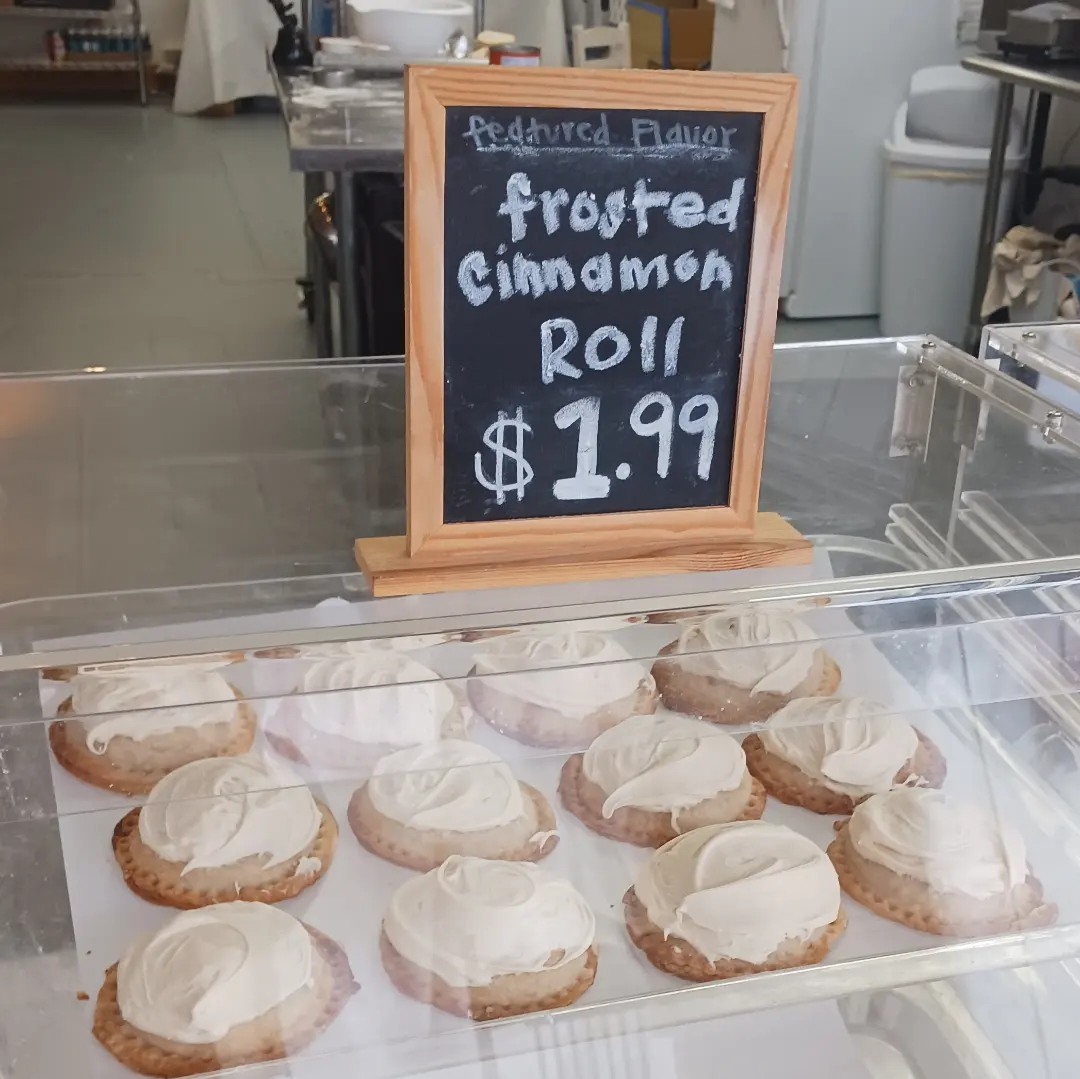 featured Flavor
frosted
Cinnamon
Roll
$1.99